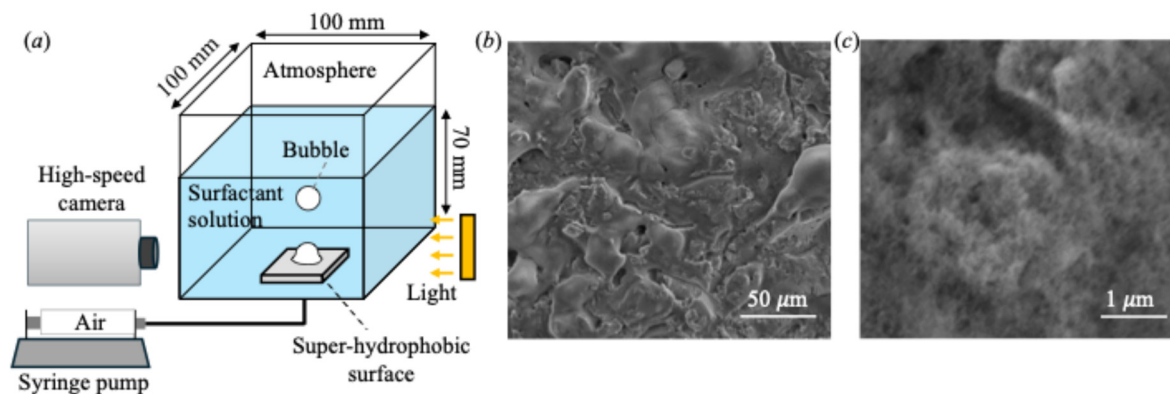 (a)
100 mm
100 mm
Atmosphere
70 mm
Bubble
Surfactant
solution
High-speed
camera
Light
Air
Syringe pump
Super-hydrophobic
surface
(b)
50 μm
(c)
1 μm